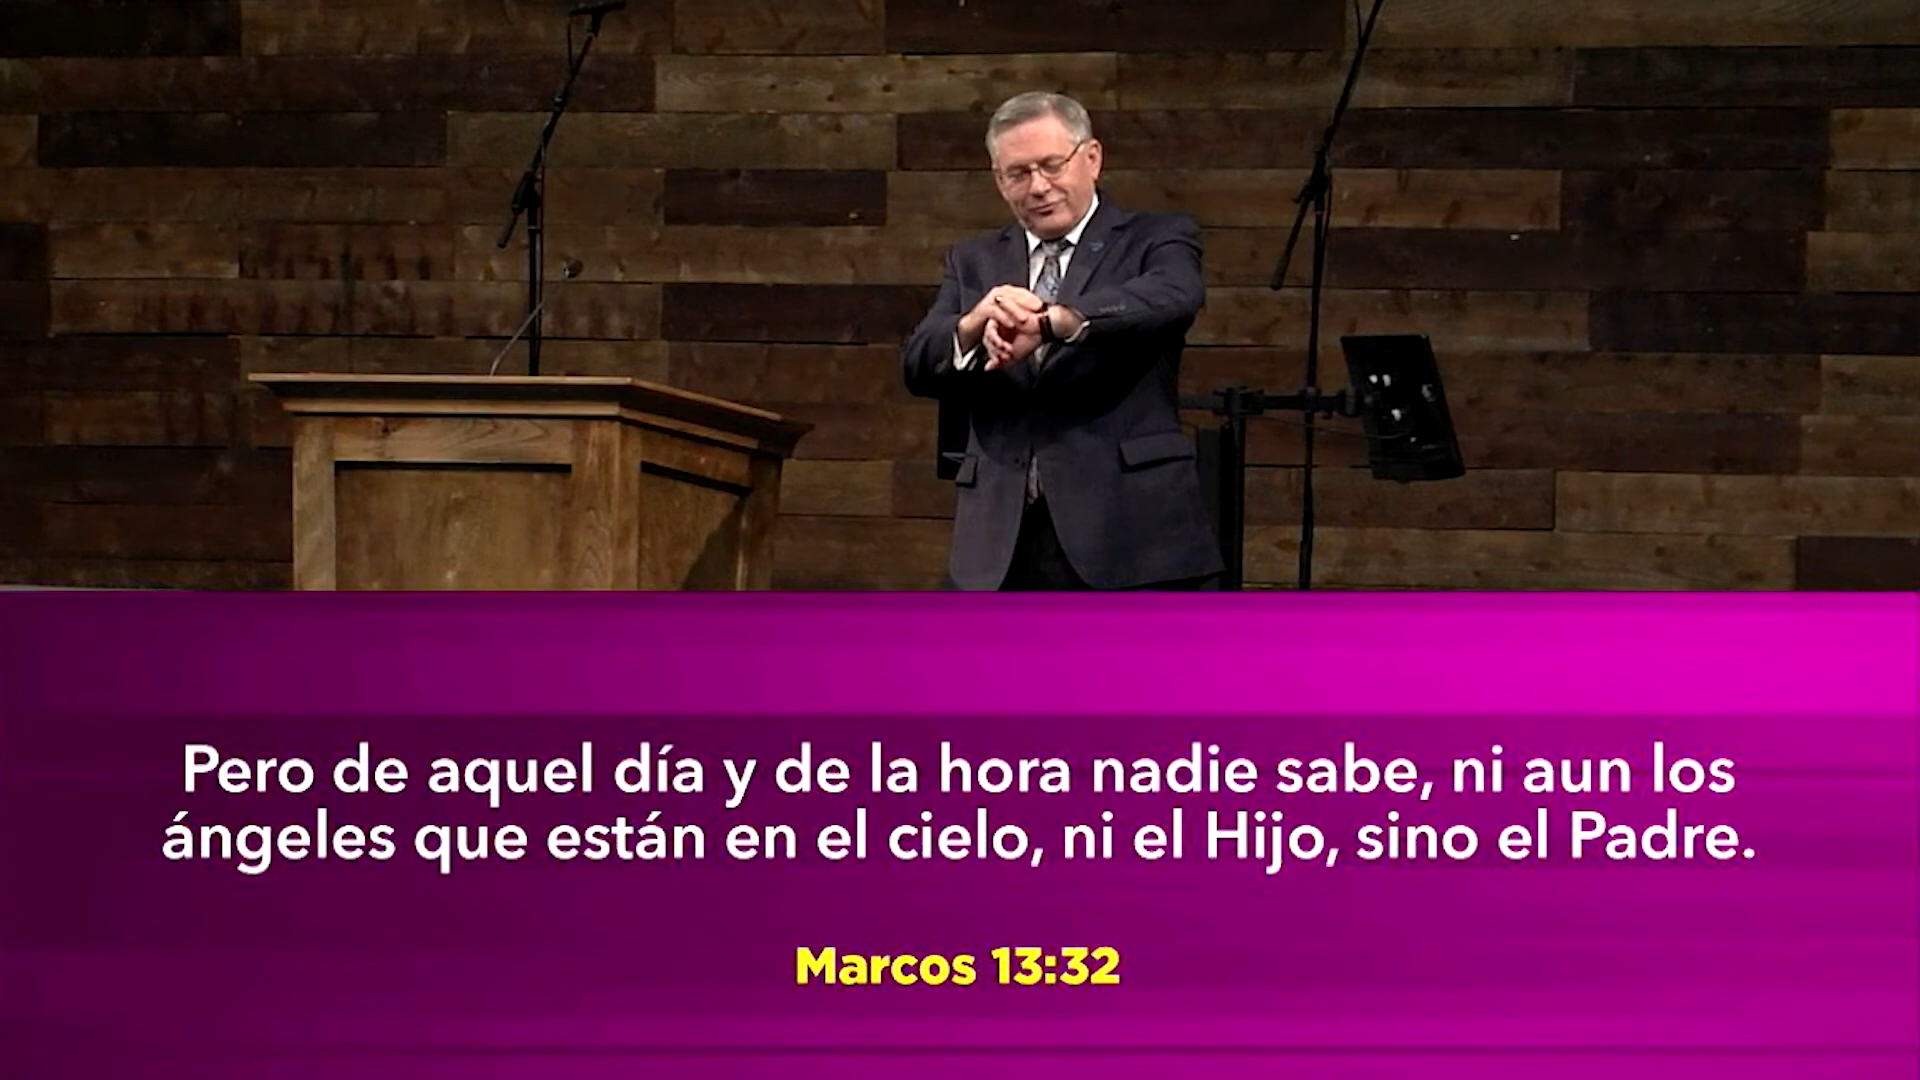 Pero de aquel día y de la hora nadie sabe, ni aun los
ángeles que están en el cielo, ni el Hijo, sino el Padre.
Marcos 13:32